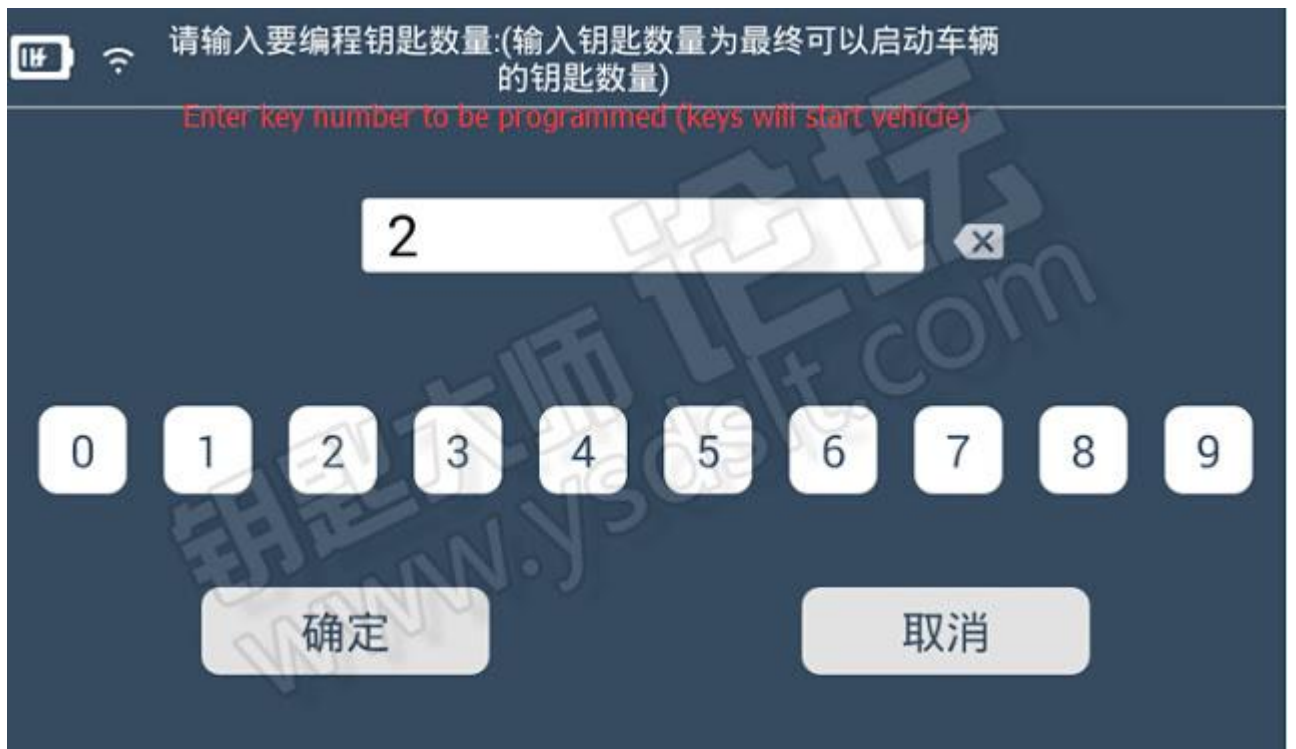 请输入要编程钥匙数量:(输入钥匙数量为最终可以启动车辆
的钥匙数量)
Enter key number to be programmed (keys will start vehicle)
2
0 1 2 3 4 5 6 7 8 9
确定 取消
钥匙大师论坛
www.ysdslt.com